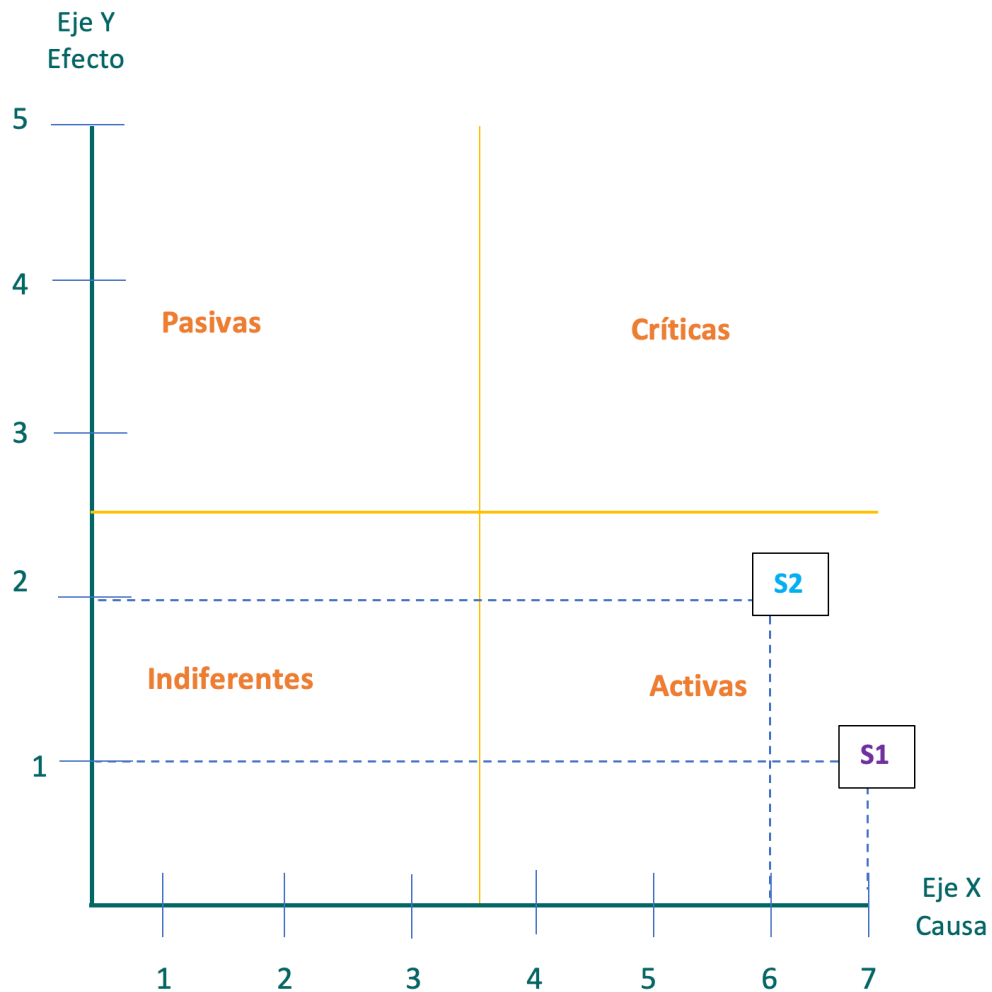 Eje Y
Efecto
5
4
Pasivas
Críticas
3
2
S2
Indiferentes
Activas
1
S1
Eje X
Causa
1 2 3 4 5 6 7